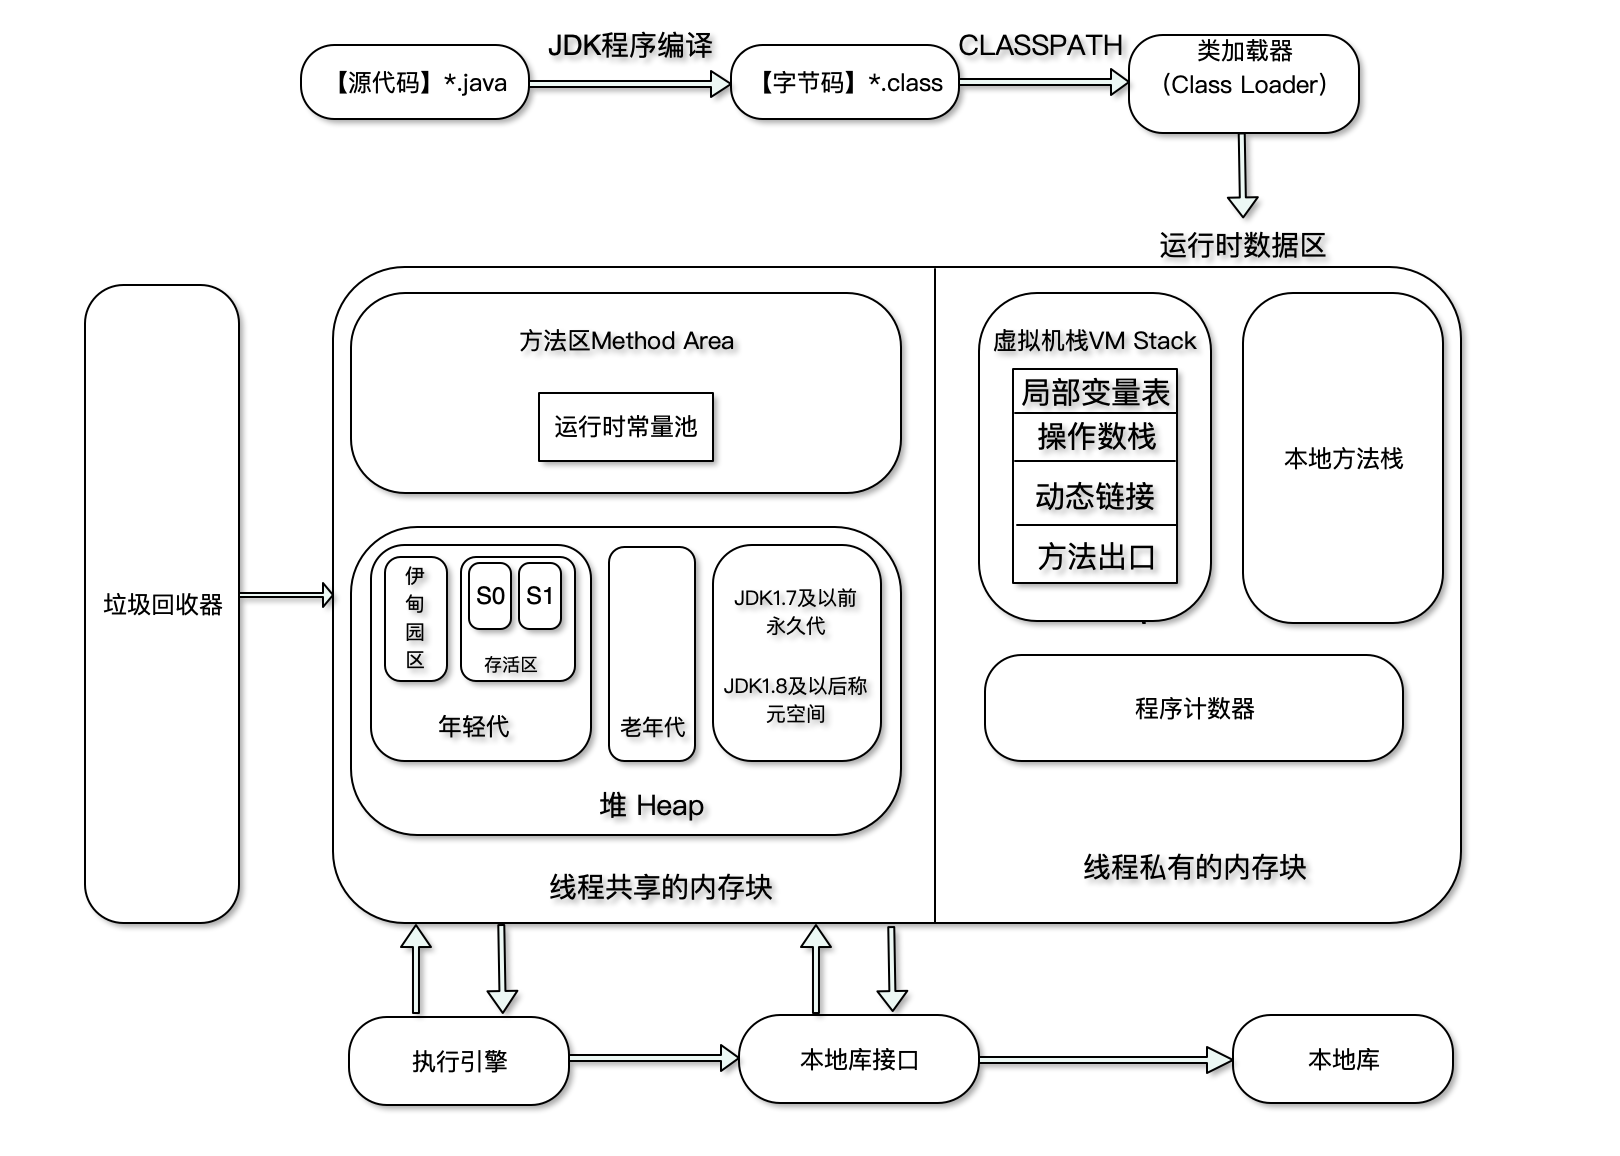 JDK程序编译
CLASSPATH
【源代码】*.java
【字节码】*.class
类加载器
（Class Loader）
运行时数据区
方法区Method Area
运行时常量池
虚拟机栈VM Stack
局部变量表
操作数栈
动态链接
方法出口
本地方法栈
垃圾回收器
伊
甸
园
区
S0
S1
存活区
年轻代
老年代
JDK1.7及以前
永久代
JDK1.8及以后称
元空间
堆 Heap
程序计数器
线程共享的内存块
线程私有的内存块
执行引擎
本地库接口
本地库